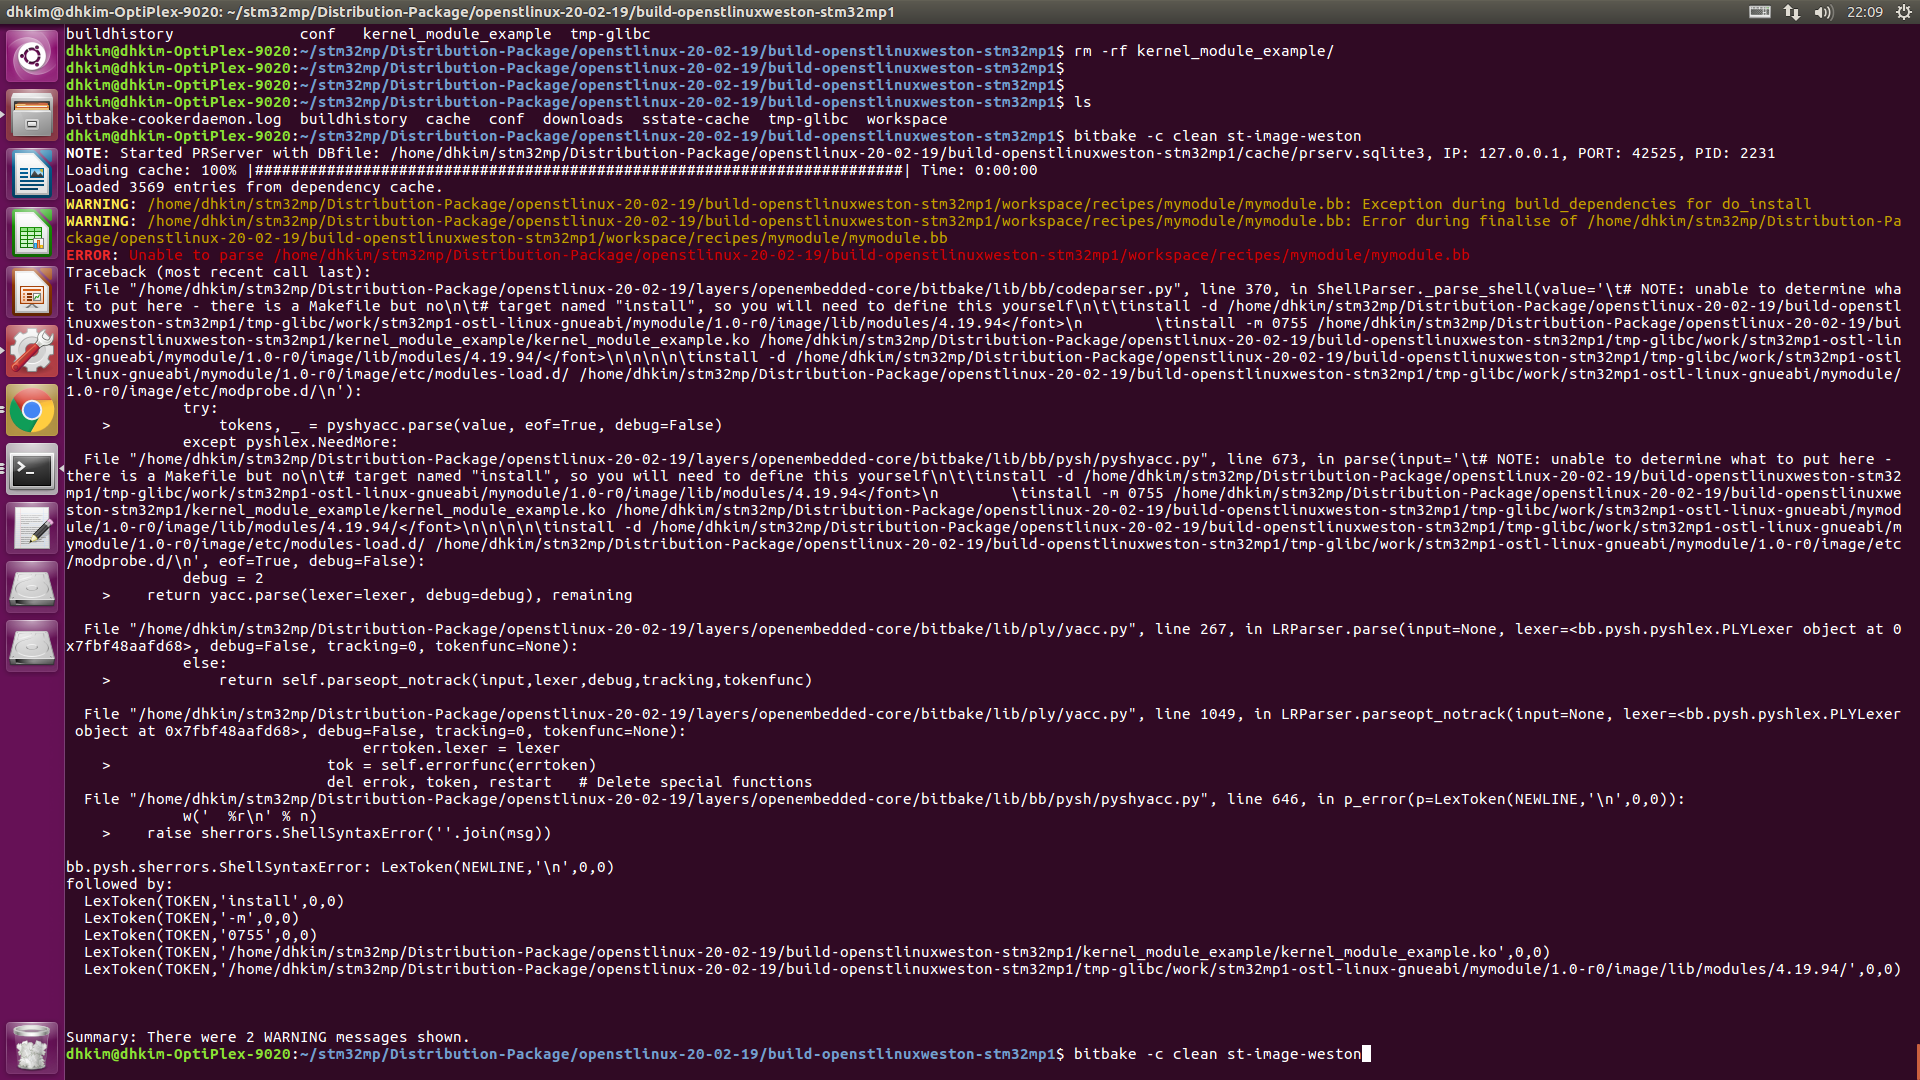 dhkim@dhkim-OptiPlex-9020: ~/stm32mp/Distribution-Package/openstlinux-20-02-19/build-openstlinuxweston-stm32mp1
22:09
buildhistory              conf   kernel_module_example  tmp-glibc
dhkim@dhkim-OptiPlex-9020:~/stm32mp/Distribution-Package/openstlinux-20-02-19/build-openstlinuxweston-stm32mp1$ rm -rf kernel_module_example/
dhkim@dhkim-OptiPlex-9020:~/stm32mp/Distribution-Package/openstlinux-20-02-19/build-openstlinuxweston-stm32mp1$
dhkim@dhkim-OptiPlex-9020:~/stm32mp/Distribution-Package/openstlinux-20-02-19/build-openstlinuxweston-stm32mp1$
dhkim@dhkim-OptiPlex-9020:~/stm32mp/Distribution-Package/openstlinux-20-02-19/build-openstlinuxweston-stm32mp1$ ls
bitbake-cookerdaemon.log  buildhistory  cache  conf  downloads  sstate-cache  tmp-glibc  workspace
dhkim@dhkim-OptiPlex-9020:~/stm32mp/Distribution-Package/openstlinux-20-02-19/build-openstlinuxweston-stm32mp1$ bitbake -c clean st-image-weston
NOTE: Started PRServer with DBfile: /home/dhkim/stm32mp/Distribution-Package/openstlinux-20-02-19/build-openstlinuxweston-stm32mp1/cache/prserv.sqlite3, IP: 127.0.0.1, PORT: 42525, PID: 2231
Loading cache: 100% |########################################################################| Time: 0:00:00
Loaded 3569 entries from dependency cache.
WARNING: /home/dhkim/stm32mp/Distribution-Package/openstlinux-20-02-19/build-openstlinuxweston-stm32mp1/workspace/recipes/mymodule/mymodule.bb: Exception during build_dependencies for do_install
WARNING: /home/dhkim/stm32mp/Distribution-Package/openstlinux-20-02-19/build-openstlinuxweston-stm32mp1/workspace/recipes/mymodule/mymodule.bb: Error during finalise of /home/dhkim/stm32mp/Distribution-Pa
ckage/openstlinux-20-02-19/build-openstlinuxweston-stm32mp1/workspace/recipes/mymodule/mymodule.bb
ERROR: Unable to parse /home/dhkim/stm32mp/Distribution-Package/openstlinux-20-02-19/build-openstlinuxweston-stm32mp1/workspace/recipes/mymodule/mymodule.bb
Traceback (most recent call last):
  File "/home/dhkim/stm32mp/Distribution-Package/openstlinux-20-02-19/layers/openembedded-core/bitbake/lib/bb/codeparser.py", line 370, in ShellParser._parse_shell(value='\t# NOTE: unable to determine wha
t to put here - there is a Makefile but no\n\t# target named "install", so you will need to define this yourself\n\t\tinstall -d /home/dhkim/stm32mp/Distribution-Package/openstlinux-20-02-19/build-openstl
inuxweston-stm32mp1/tmp-glibc/work/stm32mp1-ostl-linux-gnueabi/mymodule/1.0-r0/image/lib/modules/4.19.94</font>\n        \tinstall -m 0755 /home/dhkim/stm32mp/Distribution-Package/openstlinux-20-02-19/bui
ld-openstlinuxweston-stm32mp1/kernel_module_example/kernel_module_example.ko /home/dhkim/stm32mp/Distribution-Package/openstlinux-20-02-19/build-openstlinuxweston-stm32mp1/tmp-glibc/work/stm32mp1-ostl-lin
ux-gnueabi/mymodule/1.0-r0/image/lib/modules/4.19.94/</font>\n\n\n\n\n\tinstall -d /home/dhkim/stm32mp/Distribution-Package/openstlinux-20-02-19/build-openstlinuxweston-stm32mp1/tmp-glibc/work/stm32mp1-ostl
-linux-gnueabi/mymodule/1.0-r0/image/etc/modules-load.d/ /home/dhkim/stm32mp/Distribution-Package/openstlinux-20-02-19/build-openstlinuxweston-stm32mp1/tmp-glibc/work/stm32mp1-ostl-linux-gnueabi/mymodule/
1.0-r0/image/etc/modprobe.d/\n'):
             try:
    >            tokens, _ = pyshyacc.parse(value, eof=True, debug=False)
             except pyshlex.NeedMore:
  File "/home/dhkim/stm32mp/Distribution-Package/openstlinux-20-02-19/layers/openembedded-core/bitbake/lib/bb/pysh/pyshyacc.py", line 673, in parse(input='\t# NOTE: unable to determine what to put here -
there is a Makefile but no\n\t# target named "install", so you will need to define this yourself\n\t\tinstall -d /home/dhkim/stm32mp/Distribution-Package/openstlinux-20-02-19/build-openstlinuxweston-stm32
mp1/tmp-glibc/work/stm32mp1-ostl-linux-gnueabi/mymodule/1.0-r0/image/lib/modules/4.19.94</font>\n        \tinstall -m 0755 /home/dhkim/stm32mp/Distribution-Package/openstlinux-20-02-19/build-openstlinuxwe
ston-stm32mp1/kernel_module_example/kernel_module_example.ko /home/dhkim/stm32mp/Distribution-Package/openstlinux-20-02-19/build-openstlinuxweston-stm32mp1/tmp-glibc/work/stm32mp1-ostl-linux-gnueabi/mymod
ule/1.0-r0/image/lib/modules/4.19.94/</font>\n\n\n\n\n\tinstall -d /home/dhkim/stm32mp/Distribution-Package/openstlinux-20-02-19/build-openstlinuxweston-stm32mp1/tmp-glibc/work/stm32mp1-ostl-linux-gnueabi/m
ymodule/1.0-r0/image/etc/modules-load.d/ /home/dhkim/stm32mp/Distribution-Package/openstlinux-20-02-19/build-openstlinuxweston-stm32mp1/tmp-glibc/work/stm32mp1-ostl-linux-gnueabi/mymodule/1.0-r0/image/etc
/modprobe.d/\n', eof=True, debug=False):
             debug = 2
    >    return yacc.parse(lexer=lexer, debug=debug), remaining
  File "/home/dhkim/stm32mp/Distribution-Package/openstlinux-20-02-19/layers/openembedded-core/bitbake/lib/ply/yacc.py", line 267, in LRParser.parse(input=None, lexer=<bb.pysh.pyshlex.PLYLexer object at 0
x7fbf48aafd68>, debug=False, tracking=0, tokenfunc=None):
             else:
    >            return self.parseopt_notrack(input,lexer,debug,tracking,tokenfunc)
  File "/home/dhkim/stm32mp/Distribution-Package/openstlinux-20-02-19/layers/openembedded-core/bitbake/lib/ply/yacc.py", line 1049, in LRParser.parseopt_notrack(input=None, lexer=<bb.pysh.pyshlex.PLYLexer
 object at 0x7fbf48aafd68>, debug=False, tracking=0, tokenfunc=None):
                                 errtoken.lexer = lexer
    >                        tok = self.errorfunc(errtoken)
                             del errok, token, restart   # Delete special functions
  File "/home/dhkim/stm32mp/Distribution-Package/openstlinux-20-02-19/layers/openembedded-core/bitbake/lib/bb/pysh/pyshyacc.py", line 646, in p_error(p=LexToken(NEWLINE,'\n',0,0)):
             w('  %r\n' % n)
    >    raise sherrors.ShellSyntaxError(''.join(msg))
bb.pysh.sherrors.ShellSyntaxError: LexToken(NEWLINE,'\n',0,0)
followed by:
  LexToken(TOKEN,'install',0,0)
  LexToken(TOKEN,'-m',0,0)
  LexToken(TOKEN,'0755',0,0)
  LexToken(TOKEN,'/home/dhkim/stm32mp/Distribution-Package/openstlinux-20-02-19/build-openstlinuxweston-stm32mp1/kernel_module_example/kernel_module_example.ko',0,0)
  LexToken(TOKEN,'/home/dhkim/stm32mp/Distribution-Package/openstlinux-20-02-19/build-openstlinuxweston-stm32mp1/tmp-glibc/work/stm32mp1-ostl-linux-gnueabi/mymodule/1.0-r0/image/lib/modules/4.19.94/',0,0)
Summary: There were 2 WARNING messages shown.
dhkim@dhkim-OptiPlex-9020:~/stm32mp/Distribution-Package/openstlinux-20-02-19/build-openstlinuxweston-stm32mp1$ bitbake -c clean st-image-weston